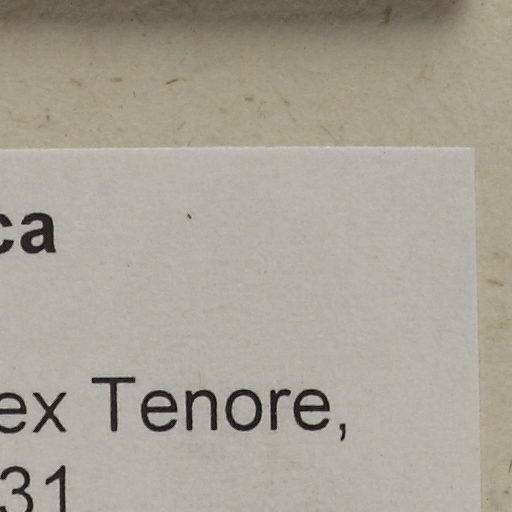 ca
ex Tenore,
31